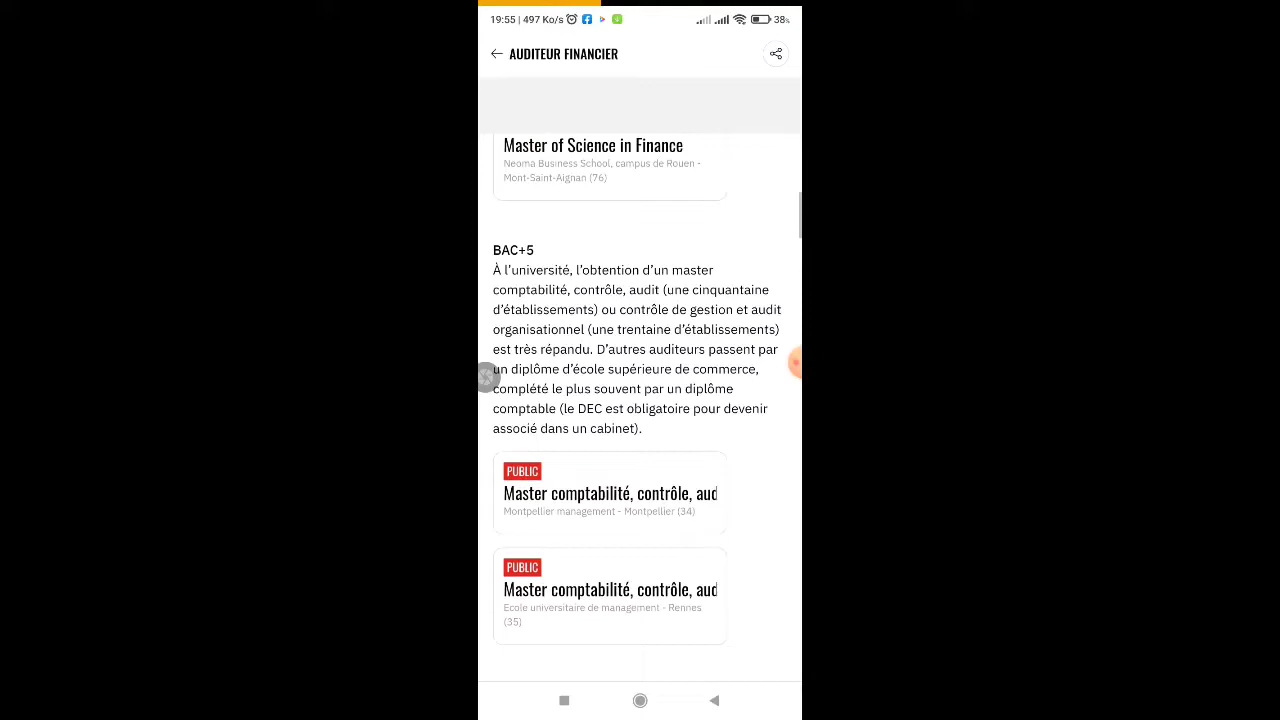 19:55 | 497 Ko/s 38%
AUDITEUR FINANCIER
Master of Science in Finance
Neoma Business School, campus de Rouen -
Mont-Saint-Aignan (76)
BAC+5
À l'université, l'obtention d'un master
comptabilité, contrôle, audit (une cinquantaine
d'établissements) ou contrôle de gestion et audit
organisationnel (une trentaine d'établissements)
est très répandu. D'autres auditeurs passent par
un diplôme d'école supérieure de commerce,
complété le plus souvent par un diplôme
comptable (le DEC est obligatoire pour devenir
associé dans un cabinet).
PUBLIC
Master comptabilité, contrôle, aud
Montpellier management - Montpellier (34)
PUBLIC
Master comptabilité, contrôle, aud
Ecole universitaire de management - Rennes
(35)